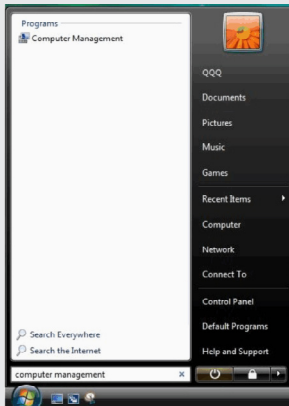 Programs
Computer Management
Search Everywhere
Search the Internet
computer management
QQQ
Documents
Pictures
Music
Games
Recent Items
Computer
Network
Connect To
Control Panel
Default Programs
Help and Support